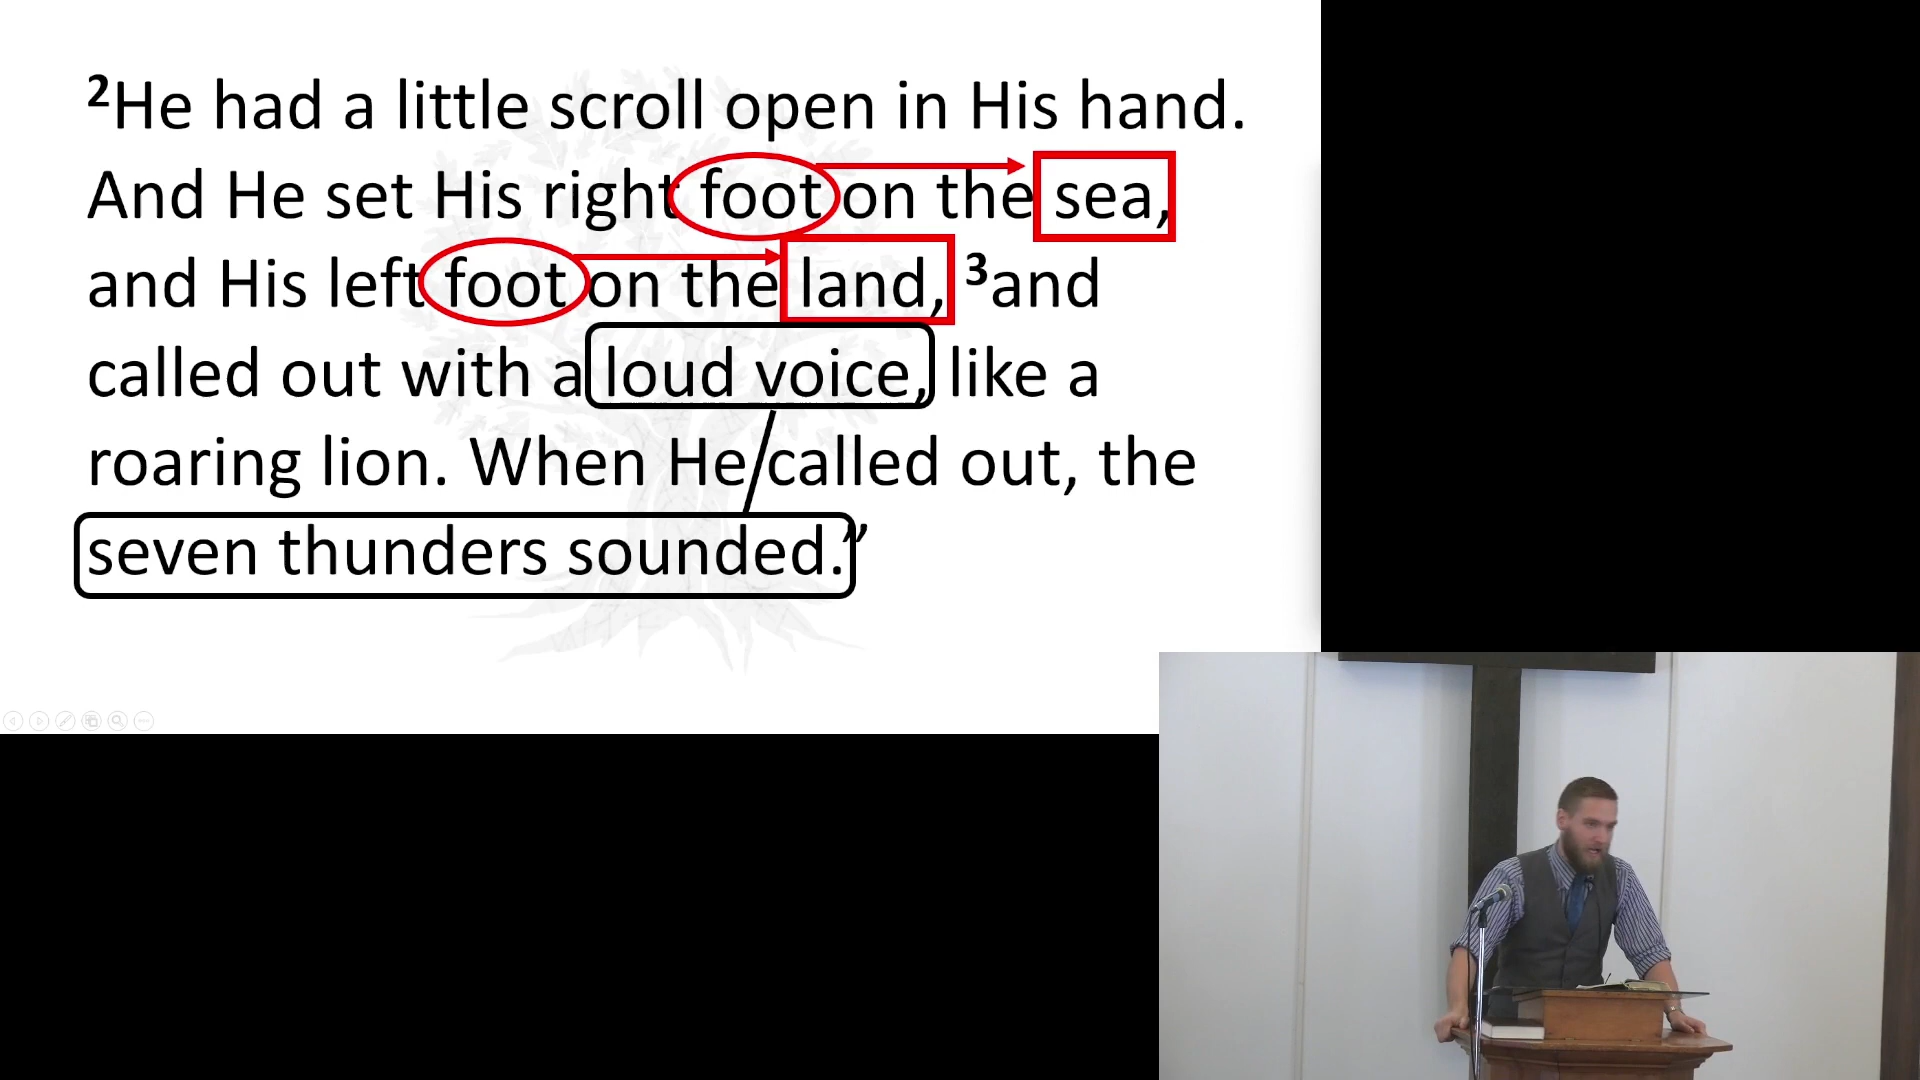 ²He had a little scroll open in His hand.
And He set His right foot on the sea,
and His left foot on the land, ³and
called out with a loud voice, like a
roaring lion. When He called out, the
seven thunders sounded.”